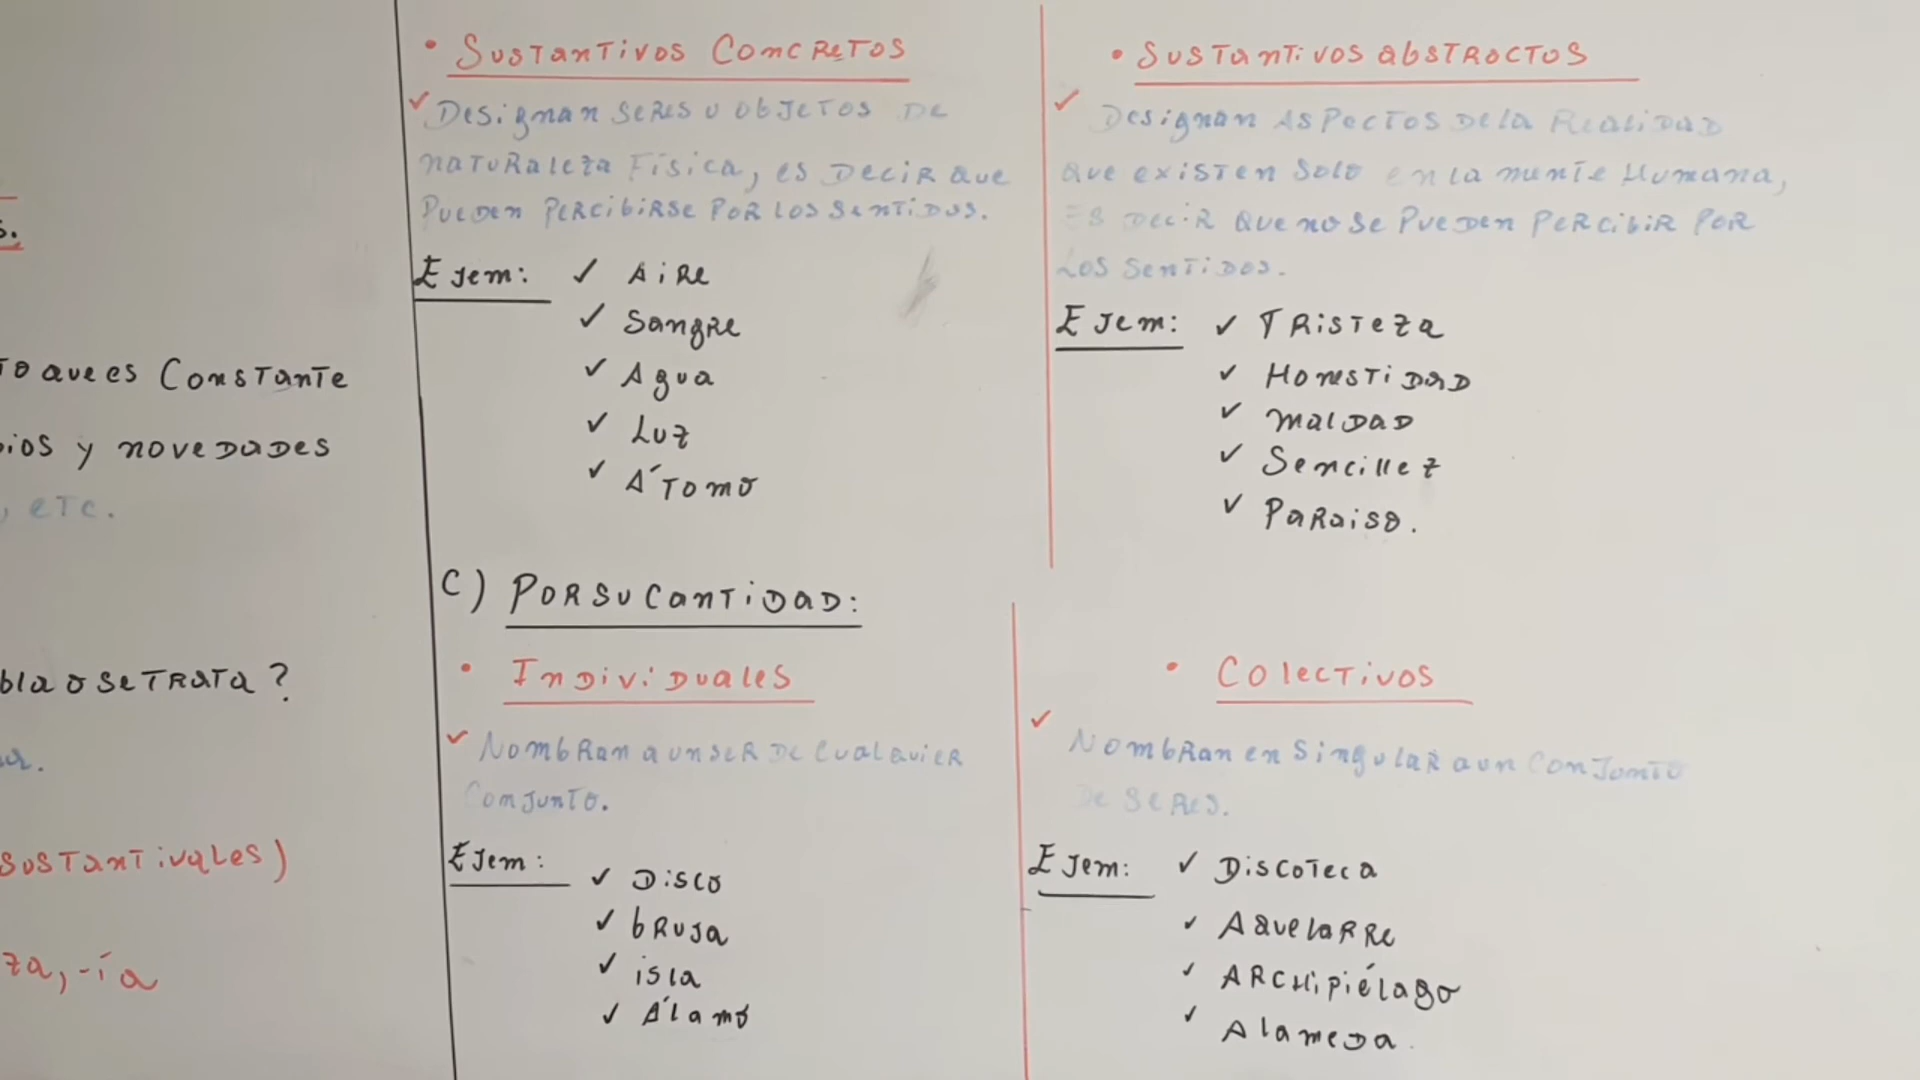 s.
to que es Constante
bios y novedades
, etc.
bla o se trata?
sustantivales)
za, -ía
• Sustantivos Concretos
✓ Designan seres u objetos de
naturaleza física, es decir que
pueden percibirse por los sentidos.
Ejem: ✓ Aire
✓ Sangre
✓ Agua
✓ Luz
✓ Átomo
• Sustantivos abstractos
✓ Designan aspectos de la realidad
que existen solo en la mente humana,
es decir que no se pueden percibir por
los sentidos.
Ejem: ✓ Tristeza
✓ Honestidad
✓ maldad
✓ Sencillez
✓ Paraiso.
C) Por su cantidad:
• Individuales
✓ Nombran a un ser de cualquier
conjunto.
Ejem: ✓ Disco
✓ bruja
✓ isla
✓ Álamo
• Colectivos
✓ Nombran en singular a un conjunto
de seres.
Ejem: ✓ Discoteca
✓ Aquelarre
✓ Archipiélago
✓ Alameda.